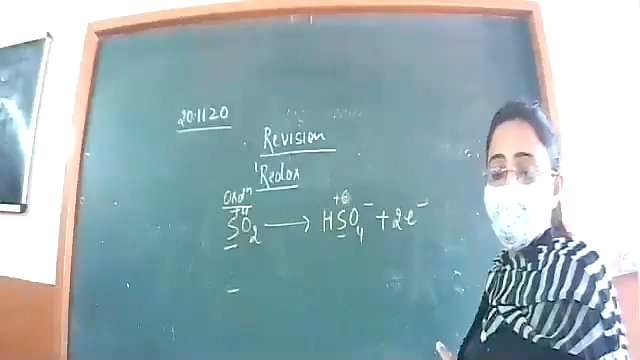 20.11.20
Revision
Redox
Oxdⁿ
+4 +6
SO₂ ⟶ HSO₄⁻ + 2e⁻